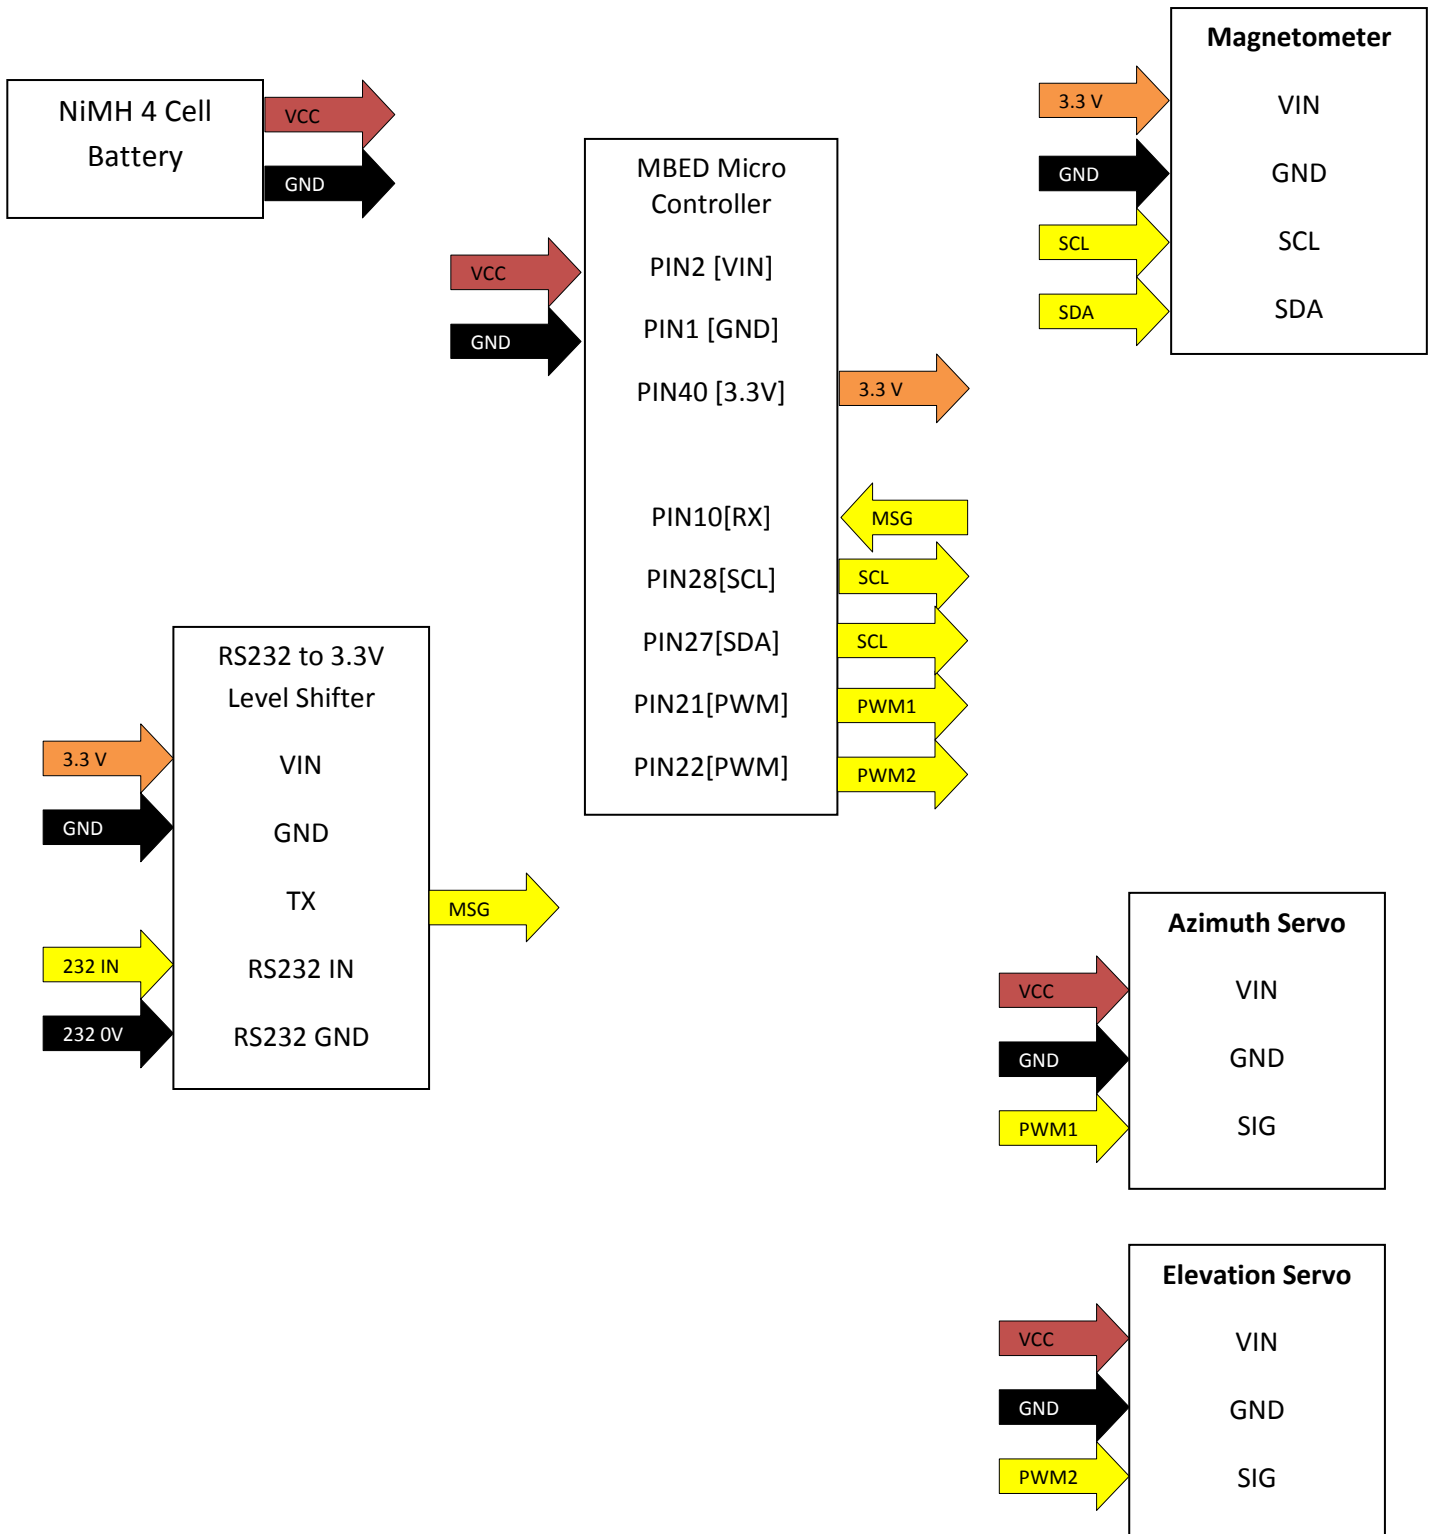 NiMH 4 Cell
Battery
VCC
GND
MBED Micro
Controller
VCC
PIN2 [VIN]
GND
PIN1 [GND]
PIN40 [3.3V]
3.3 V
PIN10[RX]
MSG
PIN28[SCL]
SCL
PIN27[SDA]
SCL
PIN21[PWM]
PWM1
PIN22[PWM]
PWM2
Magnetometer
3.3 V
VIN
GND
GND
SCL
SCL
SDA
SDA
RS232 to 3.3V
Level Shifter
3.3 V
VIN
GND
GND
TX
MSG
232 IN
RS232 IN
232 0V
RS232 GND
Azimuth Servo
VCC
VIN
GND
GND
PWM1
SIG
Elevation Servo
VCC
VIN
GND
GND
PWM2
SIG